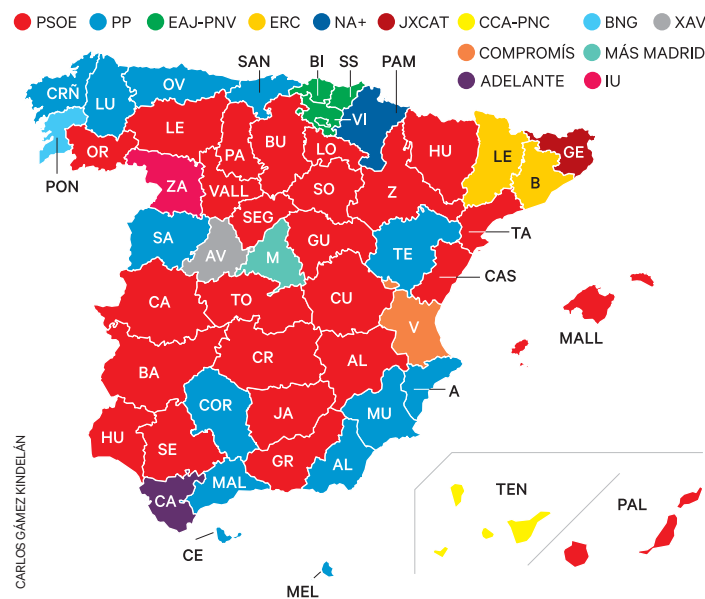 PSOE PP EAJ-PNV ERC NA+ JXCAT CCA-PNC BNG XAV
COMPROMÍS MÁS MADRID
ADELANTE IU
SAN BI SS PAM
CRÑ LU OV VI
LE PA BU LO HU LE GE
OR
PON ZA VALL SO Z B
SEG
SA AV M GU TE TA
CAS
CA TO CU
V MALL
BA CR AL
A
COR MU
HU SE JA
GR AL
CA MAL
TEN PAL
CE
MEL
CARLOS GÁMEZ KINDELÁN